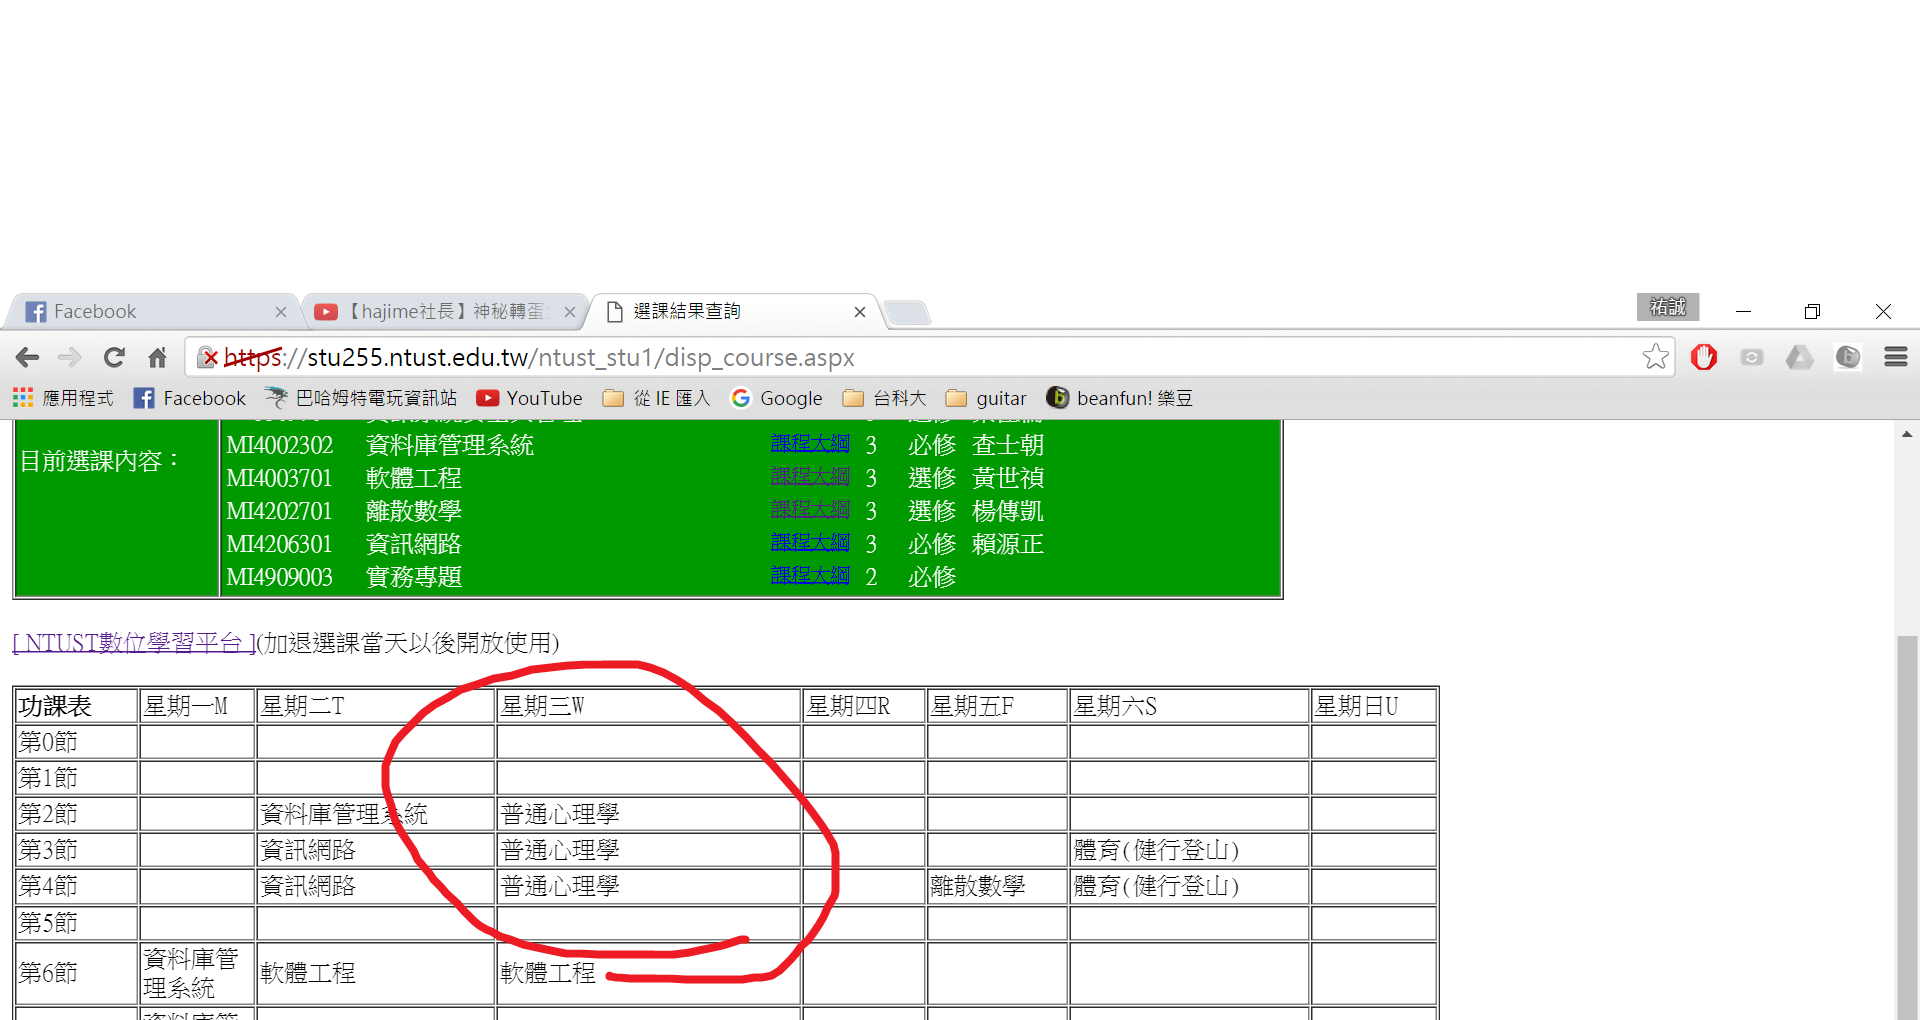 Facebook 【hajime社長】神秘轉蛋 選課結果查詢 祐誠
https://stu255.ntust.edu.tw/ntust_stu1/disp_course.aspx
應用程式 Facebook 巴哈姆特電玩資訊站 YouTube 從 IE 匯入 Google 台科大 guitar beanfun! 樂豆
目前選課內容：
MI4002302 資料庫管理系統 課程大綱 3 必修 查士朝
MI4003701 軟體工程 課程大綱 3 選修 黃世禎
MI4202701 離散數學 課程大綱 3 選修 楊傳凱
MI4206301 資訊網路 課程大綱 3 必修 賴源正
MI4909003 實務專題 課程大綱 2 必修
[ NTUST數位學習平台 ](加退選課當天以後開放使用)
功課表 星期一M 星期二T 星期三W 星期四R 星期五F 星期六S 星期日U
第0節
第1節
第2節 資料庫管理系統 普通心理學
第3節 資訊網路 普通心理學 體育(健行登山)
第4節 資訊網路 普通心理學 離散數學 體育(健行登山)
第5節
第6節 資料庫管理系統 軟體工程 軟體工程
資料庫管